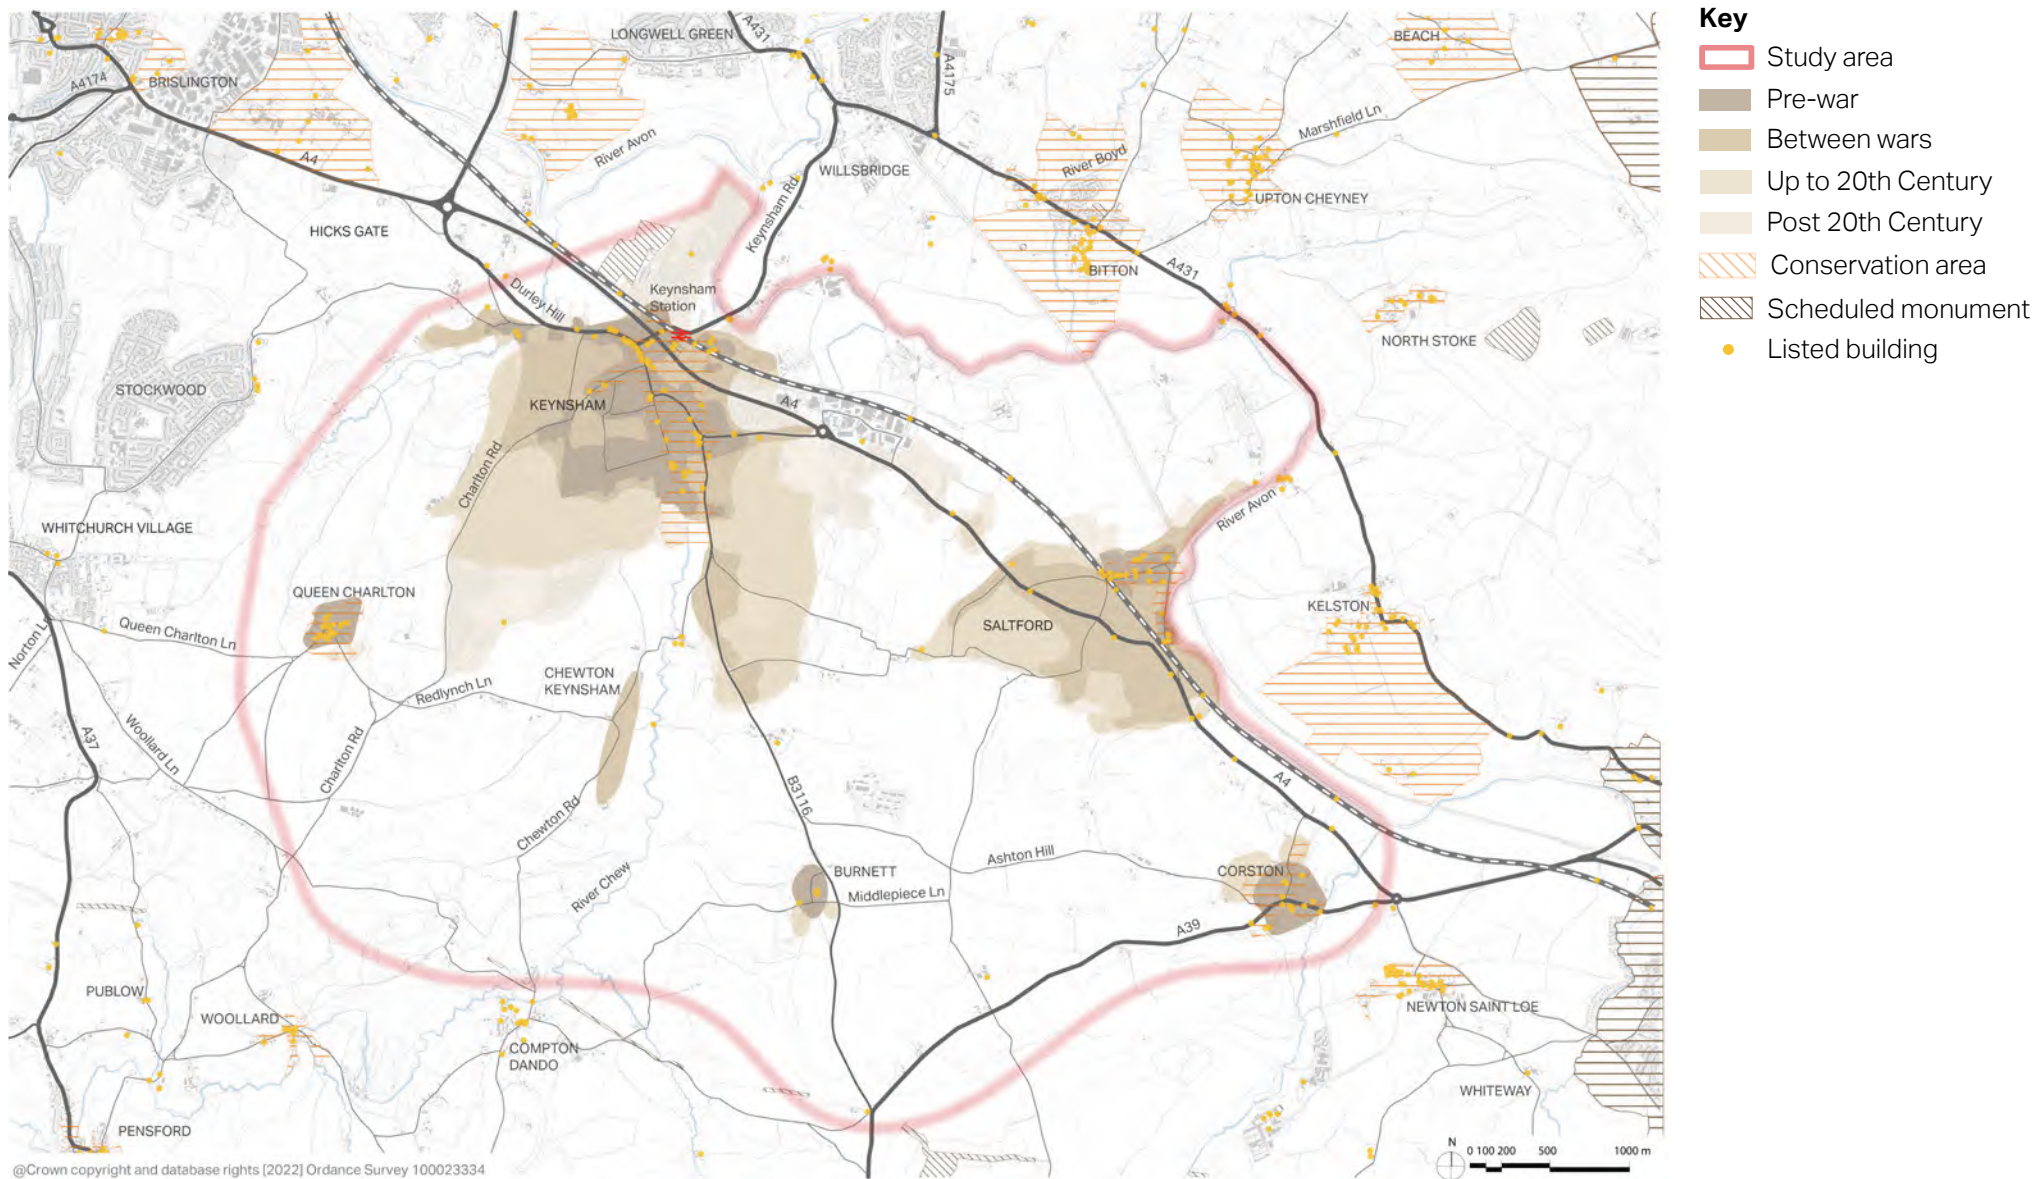 Key
Study area
Pre-war
Between wars
Up to 20th Century
Post 20th Century
Conservation area
Scheduled monument
Listed building
LONGWELL GREEN
A431
BEACH
A4174
BRISLINGTON
A4175
Marshfield Ln
A4
River Avon
River Boyd
WILLSBRIDGE
UPTON CHEYNEY
Keynsham Rd
HICKS GATE
BITTON
A431
Durley Hill
Keynsham
Station
NORTH STOKE
STOCKWOOD
KEYNSHAM
A4
Charlton Rd
River Avon
WHITCHURCH VILLAGE
QUEEN CHARLTON
KELSTON
Queen Charlton Ln
SALTFORD
Norton Ln
CHEWTON
KEYNSHAM
Redlynch Ln
A37
Woollard Ln
Charlton Rd
A4
B3116
Chewton Rd
Ashton Hill
CORSTON
BURNETT
River Chew
Middlepiece Ln
A39
PUBLOW
WOOLLARD
NEWTON SAINT LOE
COMPTON
DANDO
WHITEWAY
PENSFORD
N
0 100 200 500 1000 m
@Crown copyright and database rights [2022] Ordance Survey 100023334